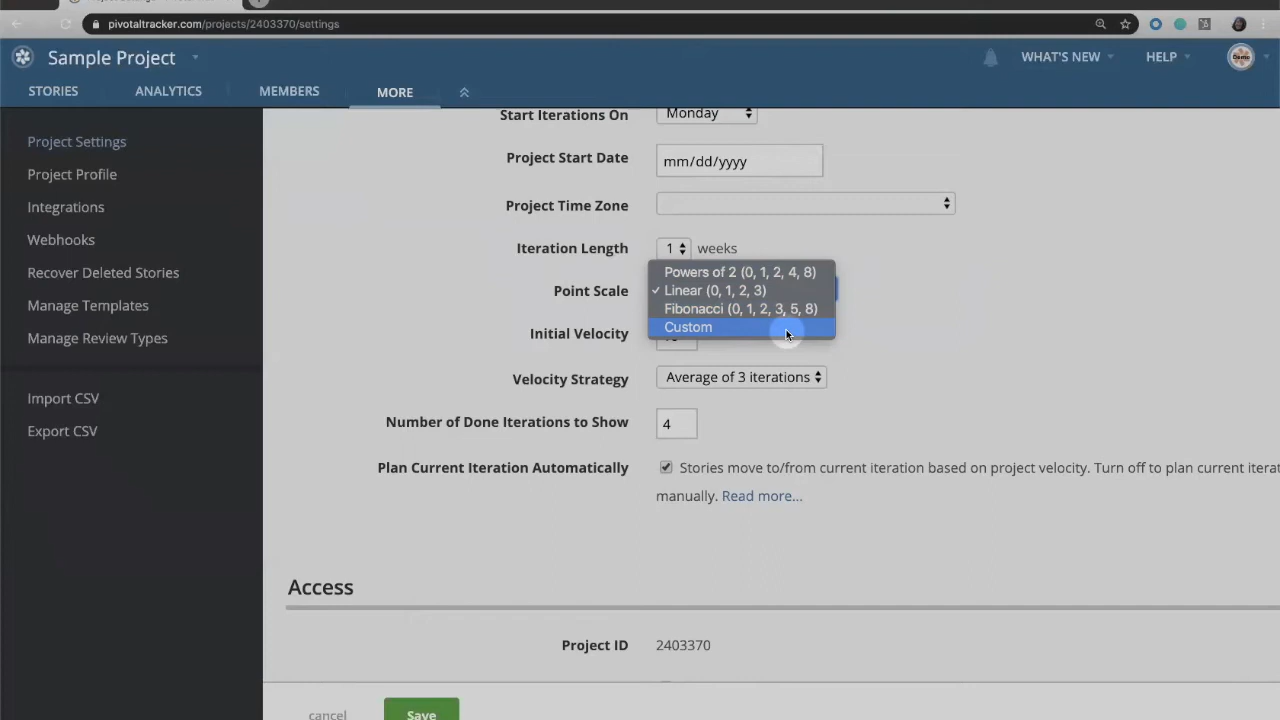 pivotaltracker.com/projects/2403370/settings
Sample Project
WHAT'S NEW
HELP
STORIES
ANALYTICS
MEMBERS
MORE
Project Settings
Project Profile
Integrations
Webhooks
Recover Deleted Stories
Manage Templates
Manage Review Types
Import CSV
Export CSV
Start Iterations On Monday
Project Start Date mm/dd/yyyy
Project Time Zone
Iteration Length 1 weeks
Point Scale
Powers of 2 (0, 1, 2, 4, 8)
✓ Linear (0, 1, 2, 3)
Fibonacci (0, 1, 2, 3, 5, 8)
Custom
Initial Velocity
Velocity Strategy Average of 3 iterations
Number of Done Iterations to Show 4
Plan Current Iteration Automatically Stories move to/from current iteration based on project velocity. Turn off to plan current
manually. Read more...
Access
Project ID 2403370
cancel
Save